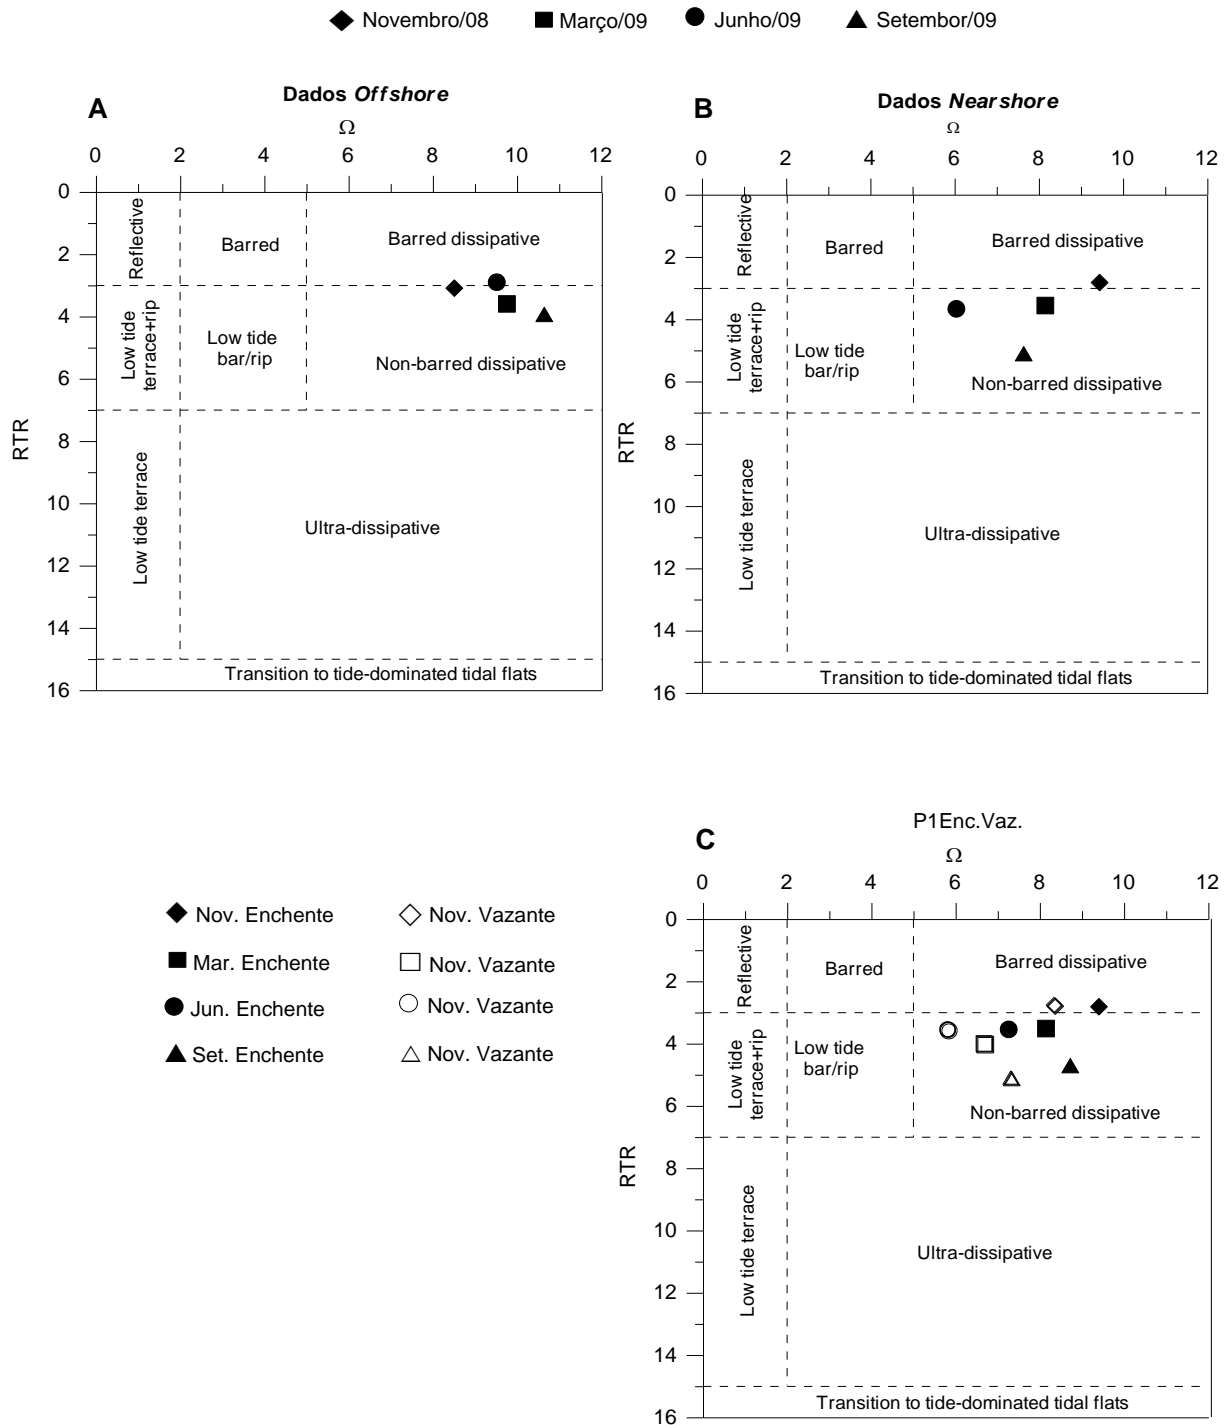 Novembro/08 Março/09 Junho/09 Setembor/09
A
Dados Offshore
Ω
0 2 4 6 8 10 12
0
2
4
6
8
10
12
14
16
RTR
Reflective
Barred
Barred dissipative
Low tide
terrace+rip
Low tide
bar/rip
Non-barred dissipative
Low tide terrace
Ultra-dissipative
Transition to tide-dominated tidal flats
B
Dados Nearshore
Ω
0 2 4 6 8 10 12
0
2
4
6
8
10
12
14
16
RTR
Reflective
Barred
Barred dissipative
Low tide
terrace+rip
Low tide
bar/rip
Non-barred dissipative
Low tide terrace
Ultra-dissipative
Transition to tide-dominated tidal flats
Nov. Enchente Nov. Vazante
Mar. Enchente Nov. Vazante
Jun. Enchente Nov. Vazante
Set. Enchente Nov. Vazante
C
P1Enc.Vaz.
Ω
0 2 4 6 8 10 12
0
2
4
6
8
10
12
14
16
RTR
Reflective
Barred
Barred dissipative
Low tide
terrace+rip
Low tide
bar/rip
Non-barred dissipative
Low tide terrace
Ultra-dissipative
Transition to tide-dominated tidal flats